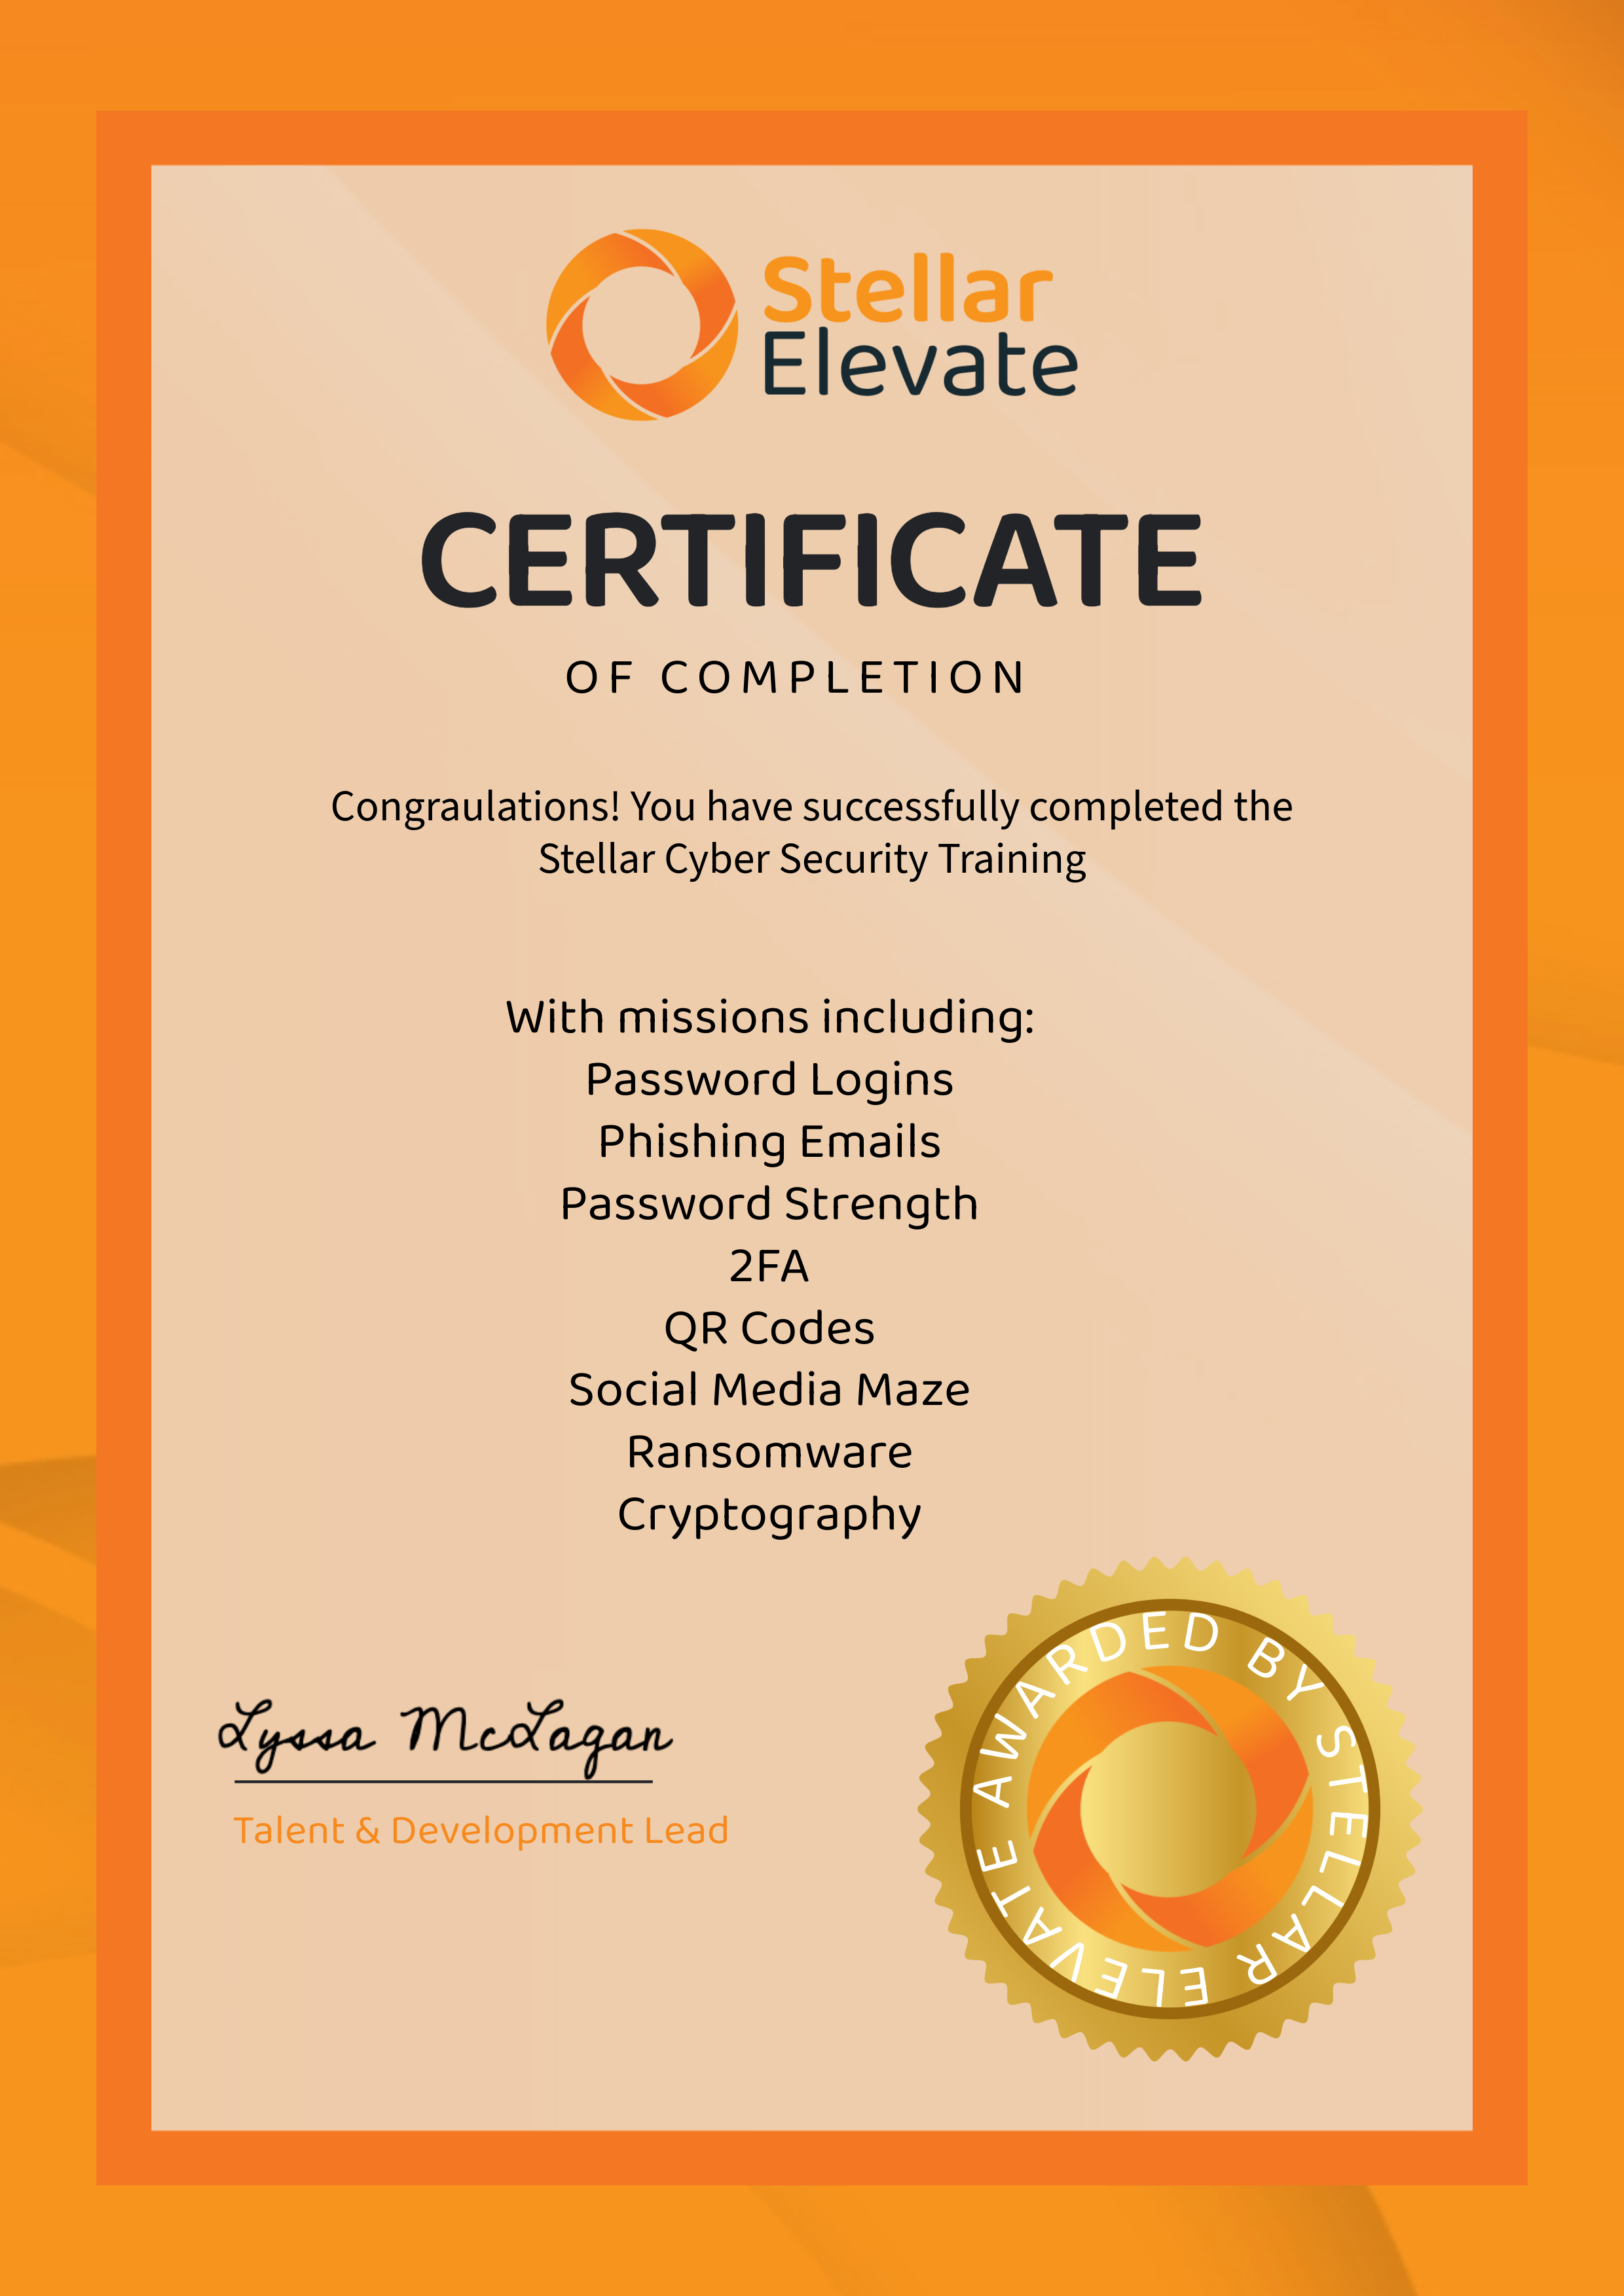 Stellar
Elevate
CERTIFICATE
OF COMPLETION
Congraulations! You have successfully completed the
Stellar Cyber Security Training
With missions including:
Password Logins
Phishing Emails
Password Strength
2FA
QR Codes
Social Media Maze
Ransomware
Cryptography
Lyssa McLagan
Talent & Development Lead
AWARDED BY STELLAR ELEVATE